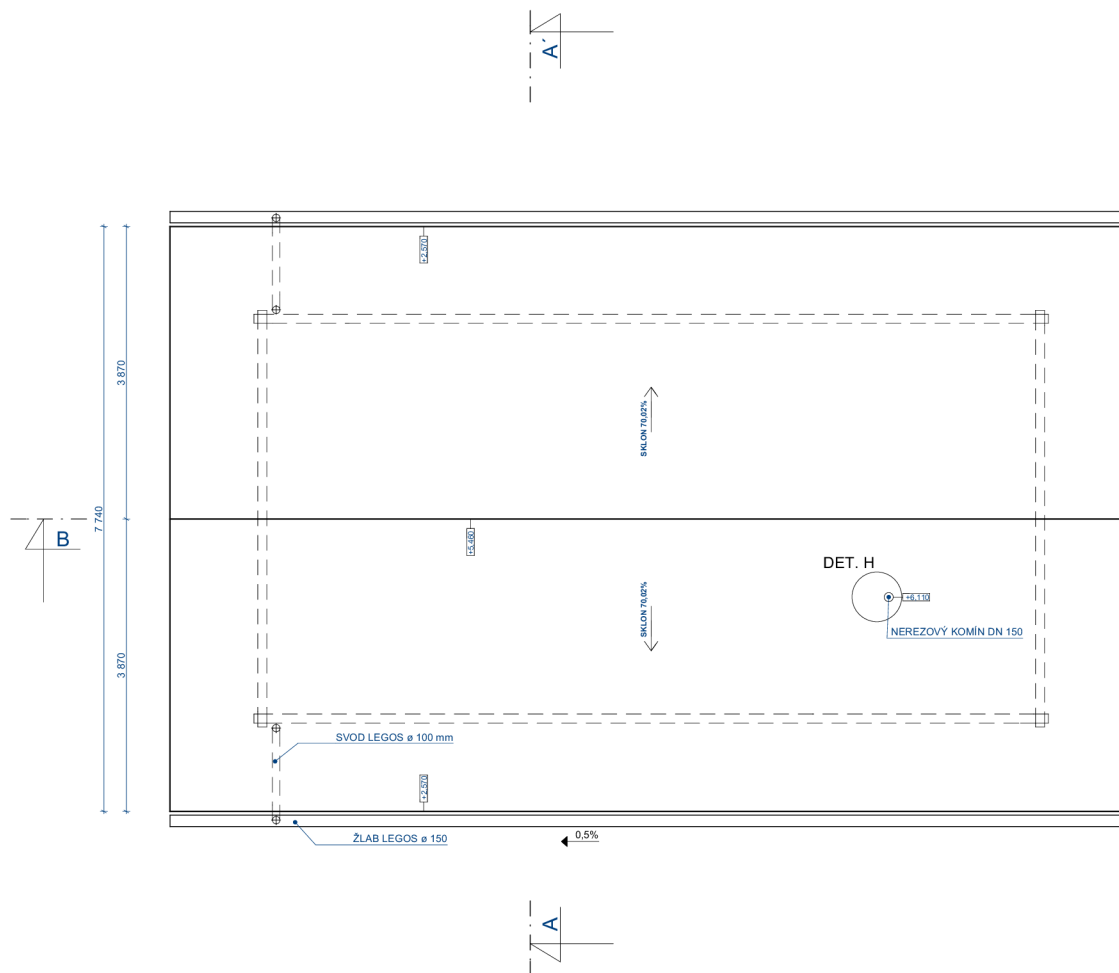 A´
+2.570
3 870
SKLON 70,02%
7 740
B
+5.460
DET. H
SKLON 70,02%
+6.110
NEREZOVÝ KOMÍN DN 150
3 870
SVOD LEGOS ø 100 mm
+2.570
ŽLAB LEGOS ø 150
0,5%
A